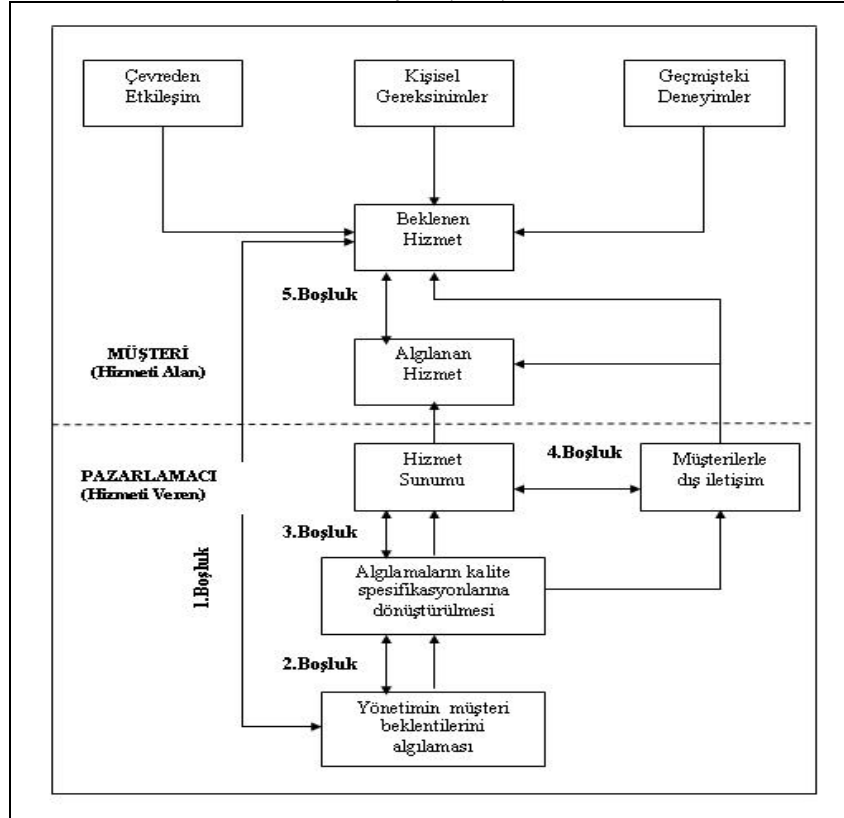 Çevreden
Etkileşim
Kişisel
Gereksinimler
Geçmişteki
Deneyimler
Beklenen
Hizmet
5.Boşluk
MÜŞTERİ
(Hizmeti Alan)
Algılanan
Hizmet
PAZARLAMACI
(Hizmeti Veren)
Hizmet
Sunumu
4.Boşluk
Müşterilerle
dış iletişim
3.Boşluk
1.Boşluk
Algılamaların kalite
spesifikasyonlarına
dönüştürülmesi
2.Boşluk
Yönetimin müşteri
beklentilerini
algılaması